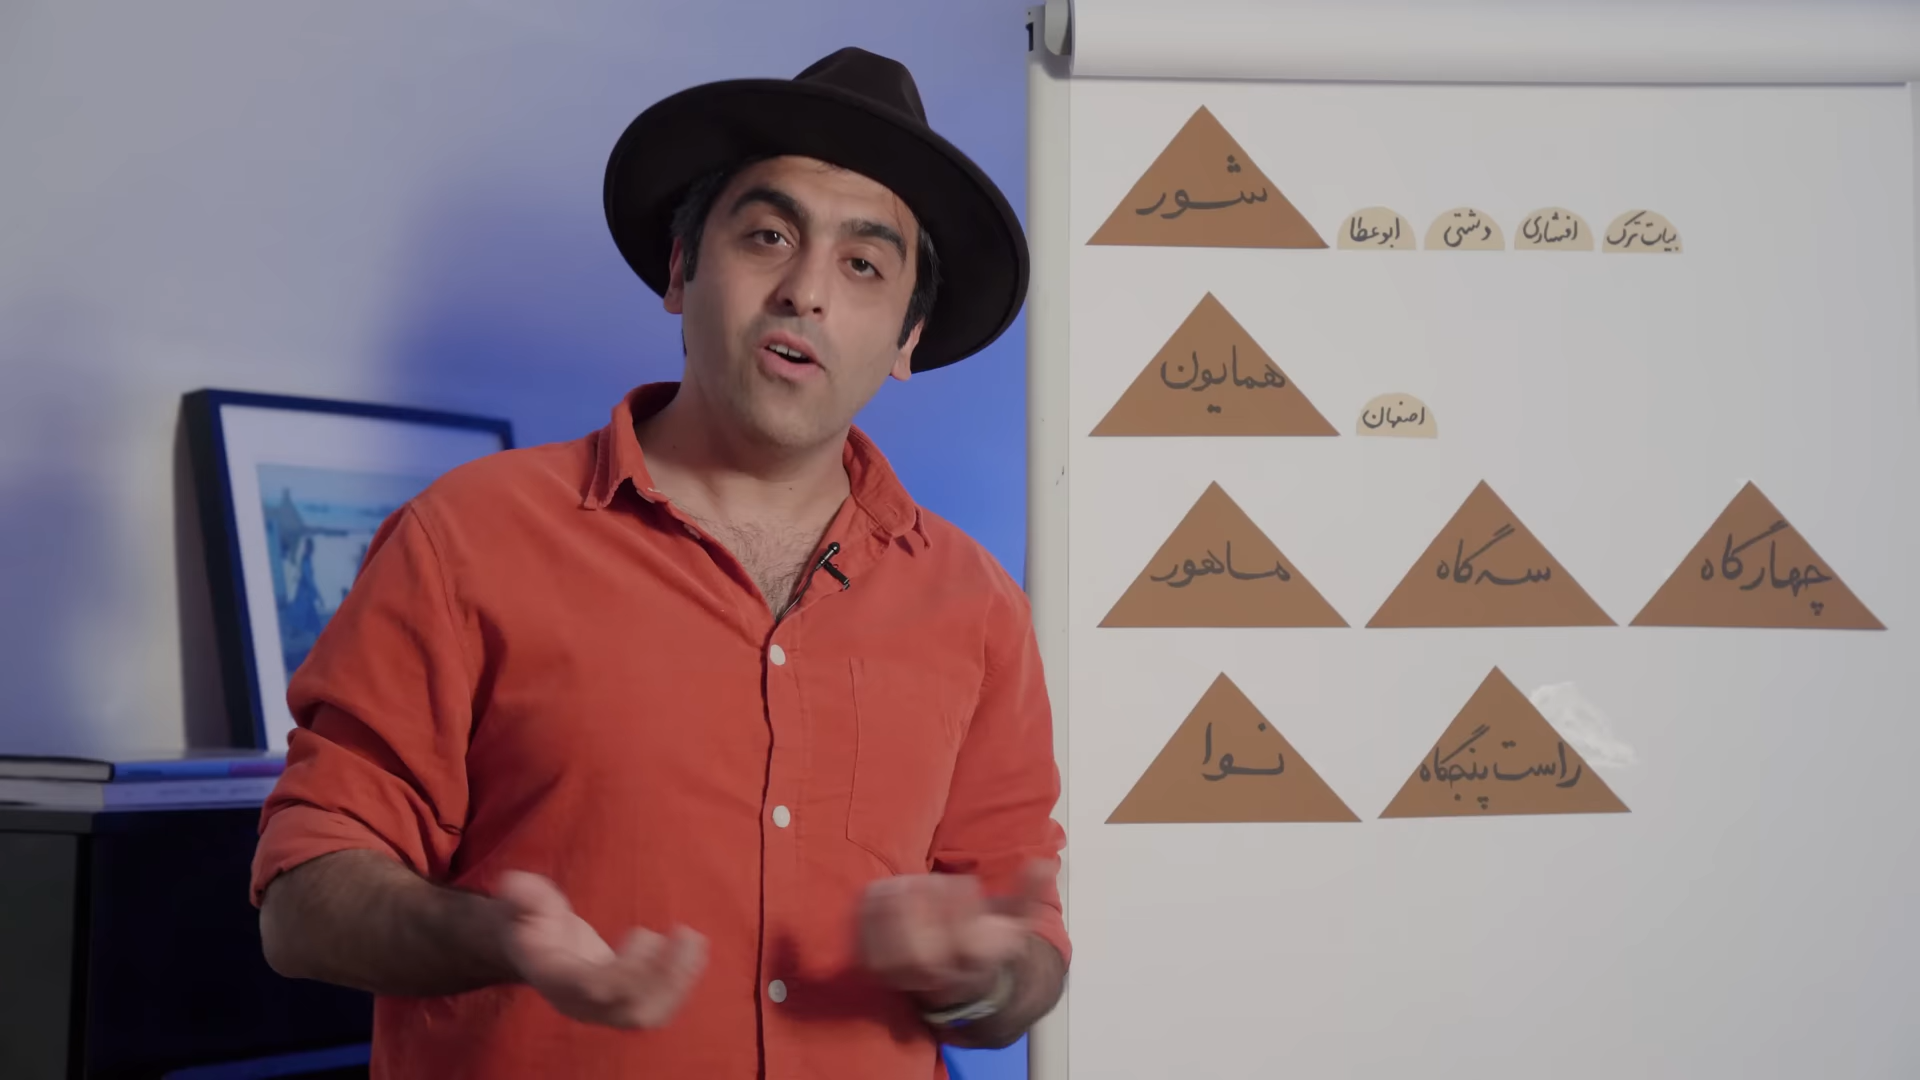 شور
ابوعطا
دشتی
افشاری
بیات ترک
همایون
اصفهان
ماهور
سه گاه
چهارگاه
نوا
راست پنجگاه